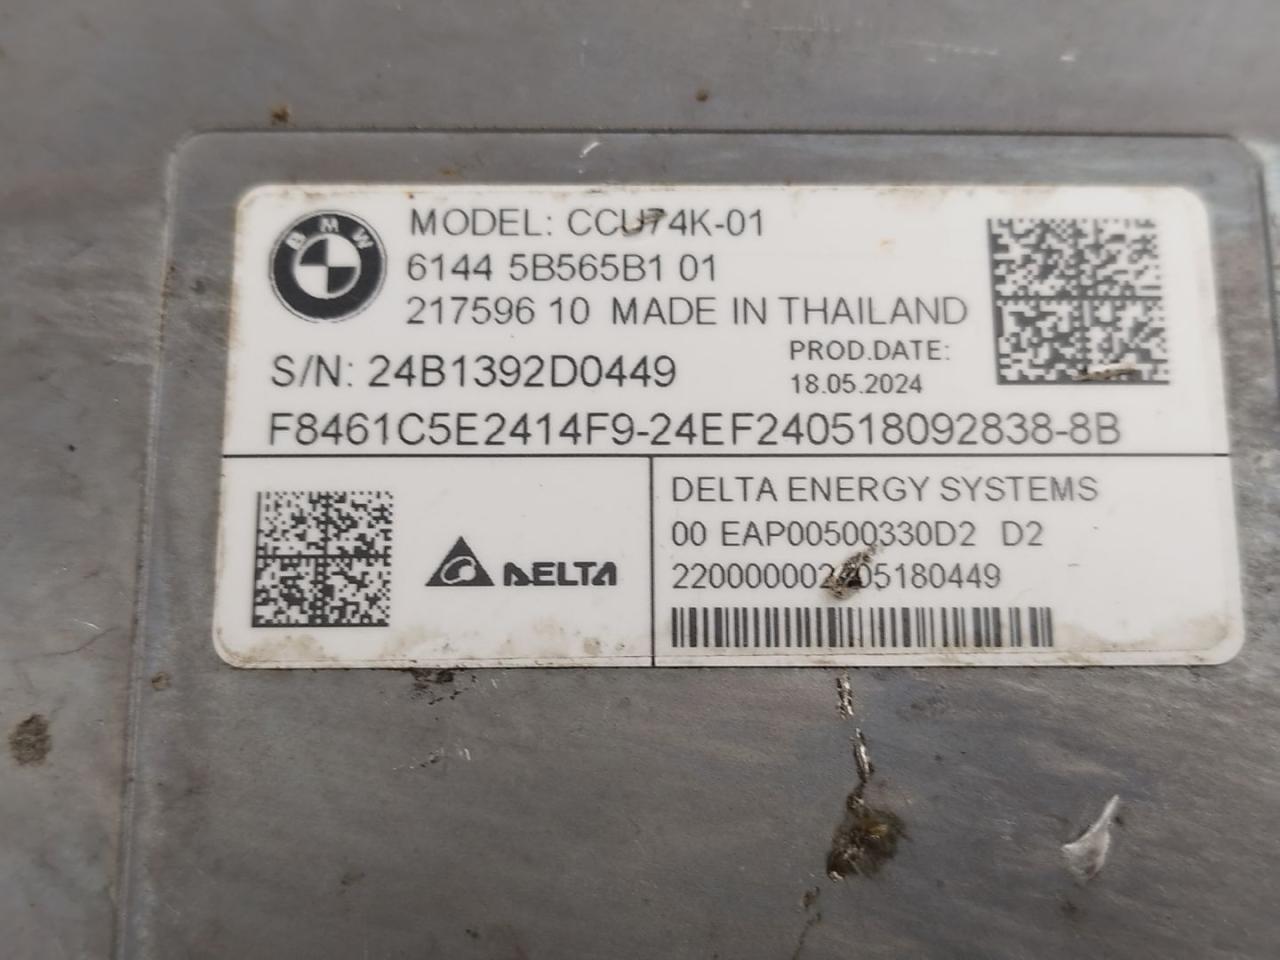 BMW
MODEL: CCU74K-01
6144 5B565B1 01
217596 10 MADE IN THAILAND
S/N: 24B1392D0449
PROD.DATE:
18.05.2024
F8461C5E2414F9-24EF240518092838-8B
DELTA
DELTA ENERGY SYSTEMS
00 EAP00500330D2 D2